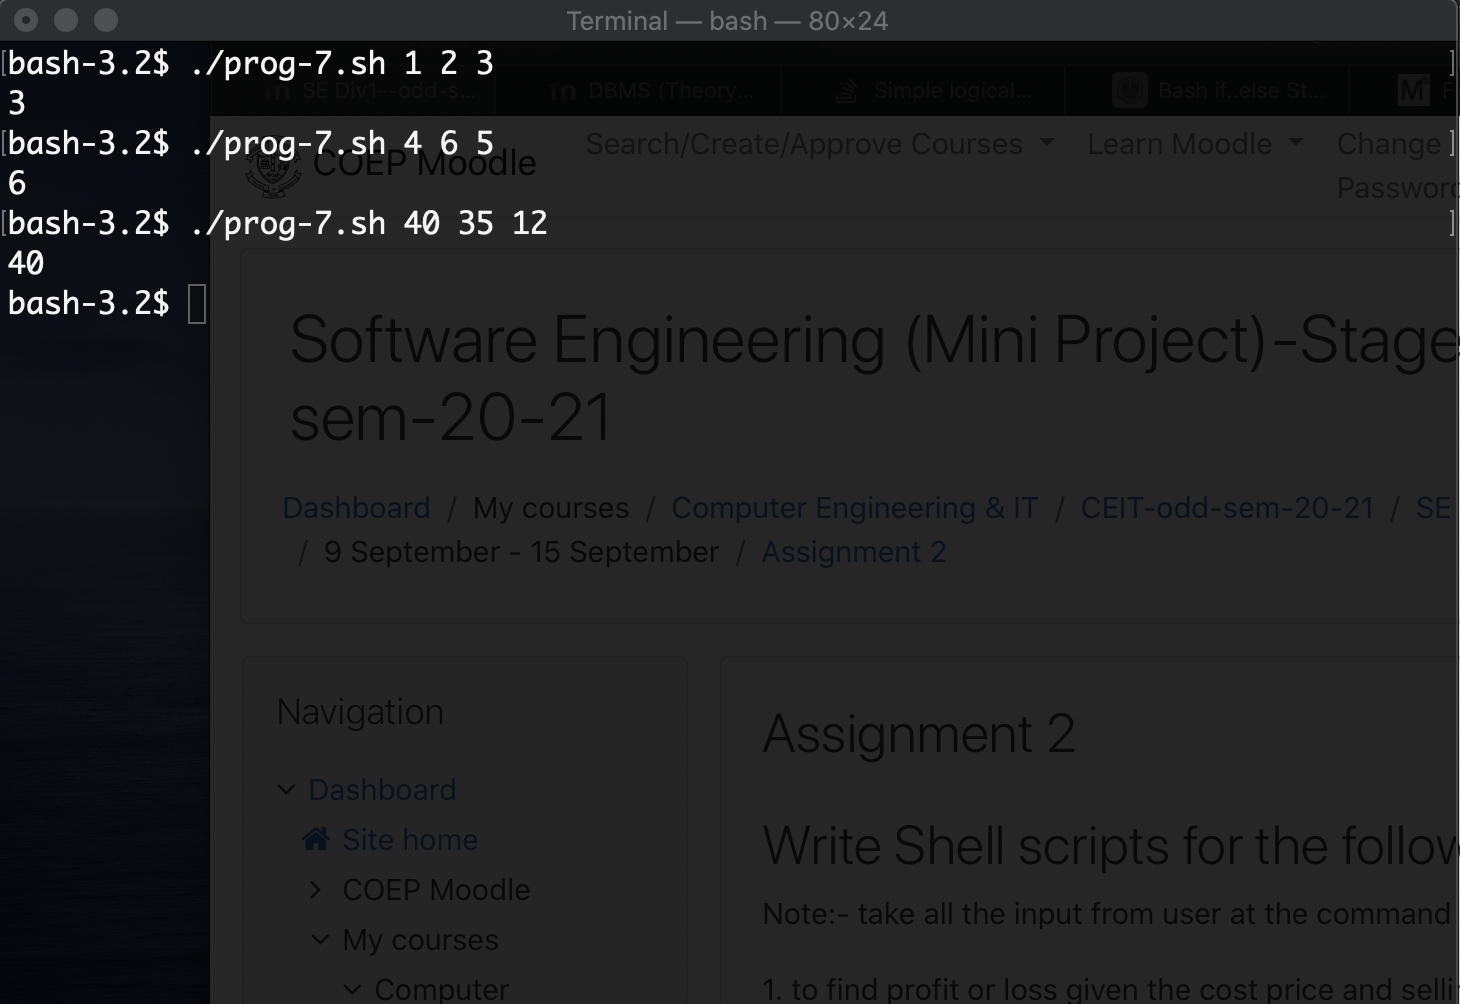 Terminal — bash — 80×24
[bash-3.2$ ./prog-7.sh 1 2 3 ]
3
[bash-3.2$ ./prog-7.sh 4 6 5 ]
6
[bash-3.2$ ./prog-7.sh 40 35 12 ]
40
bash-3.2$
SE Div1--odd-s... DBMS (Theory... Simple logical... Bash if..else St... M F
COEP Moodle Search/Create/Approve Courses Learn Moodle Change
Password
Software Engineering (Mini Project)-Stage
sem-20-21
Dashboard / My courses / Computer Engineering & IT / CEIT-odd-sem-20-21 / SE
/ 9 September - 15 September / Assignment 2
Navigation
Dashboard
Site home
COEP Moodle
My courses
Computer
Assignment 2
Write Shell scripts for the follow
Note:- take all the input from user at the command
1. to find profit or loss given the cost price and selli